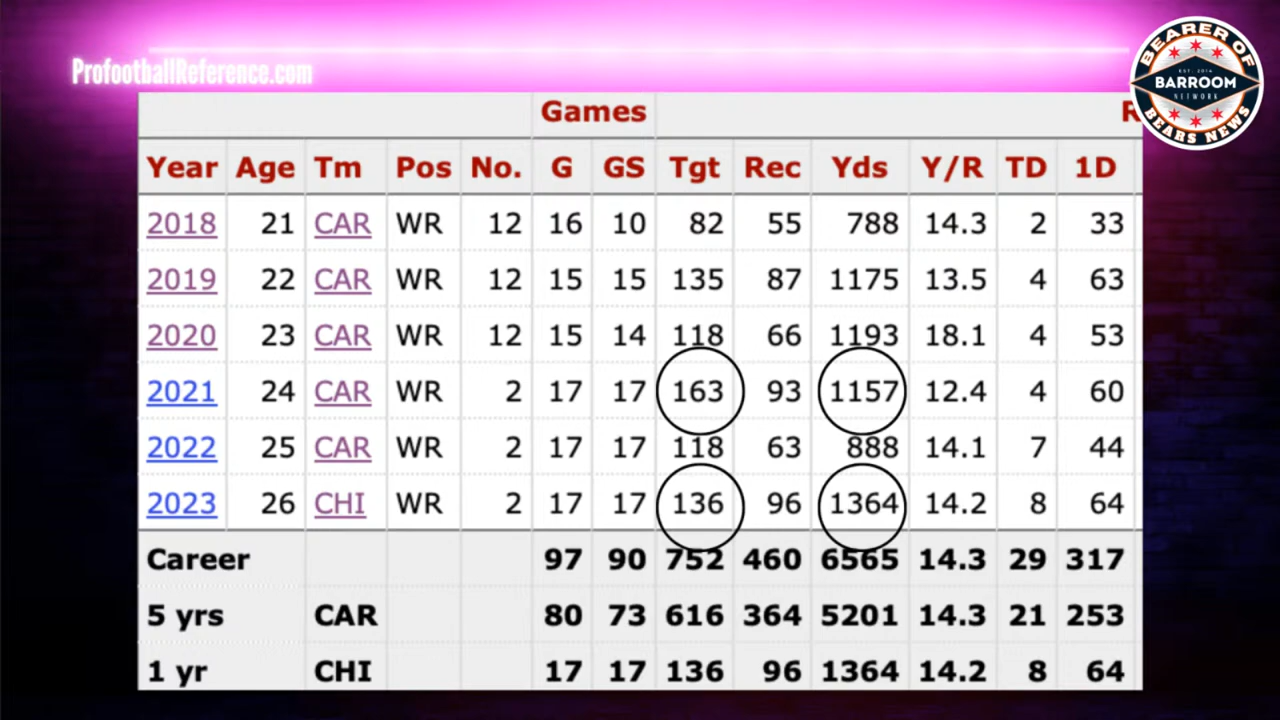 ProfootballReference.com
BEARER OF
EST. 2014
BARROOM
NETWORK
BEARS NEWS
Games R
Year Age Tm Pos No. G GS Tgt Rec Yds Y/R TD 1D
2018 21 CAR WR 12 16 10 82 55 788 14.3 2 33
2019 22 CAR WR 12 15 15 135 87 1175 13.5 4 63
2020 23 CAR WR 12 15 14 118 66 1193 18.1 4 53
2021 24 CAR WR 2 17 17 163 93 1157 12.4 4 60
2022 25 CAR WR 2 17 17 118 63 888 14.1 7 44
2023 26 CHI WR 2 17 17 136 96 1364 14.2 8 64
Career 97 90 752 460 6565 14.3 29 317
5 yrs CAR 80 73 616 364 5201 14.3 21 253
1 yr CHI 17 17 136 96 1364 14.2 8 64